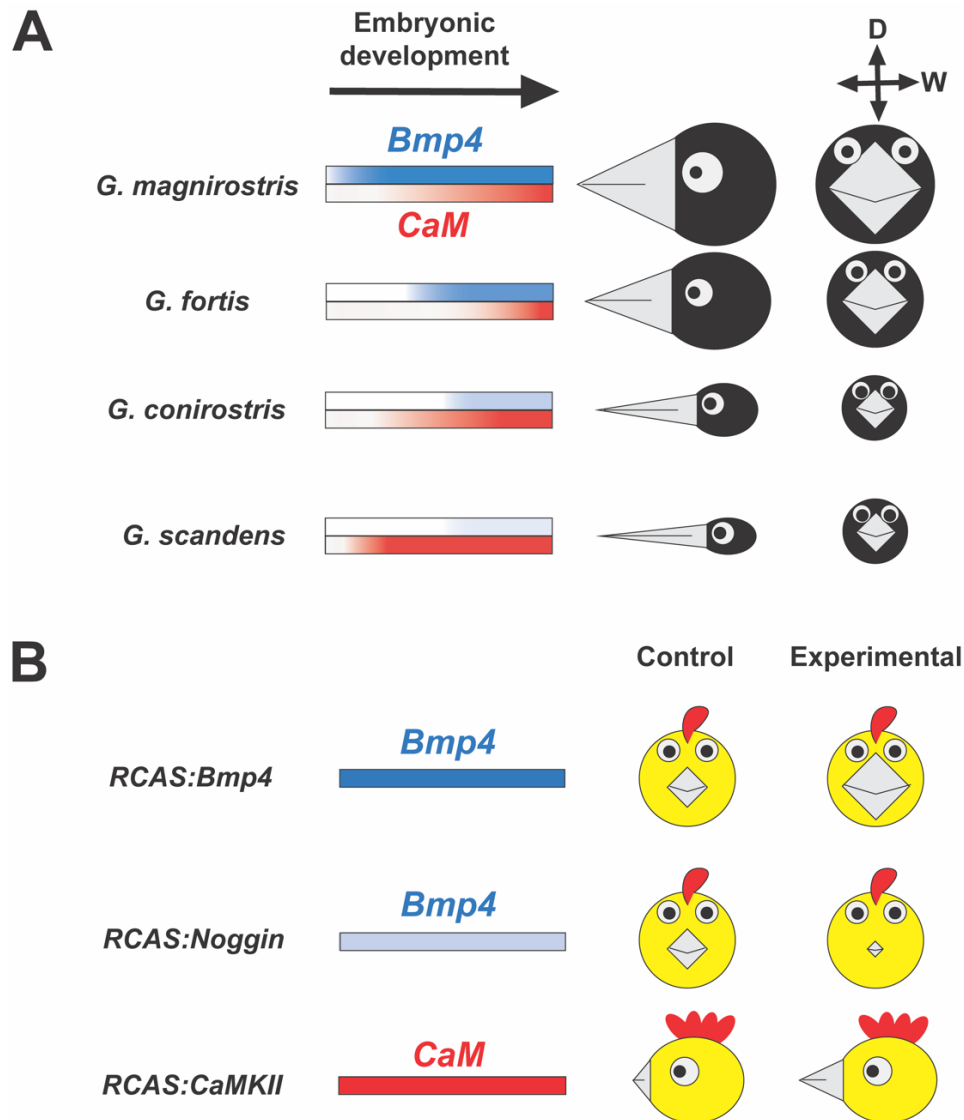 A
Embryonic
development
D
W
Bmp4
G. magnirostris
CaM
G. fortis
G. conirostris
G. scandens
B
Control
Experimental
Bmp4
RCAS:Bmp4
Bmp4
RCAS:Noggin
CaM
RCAS:CaMKII